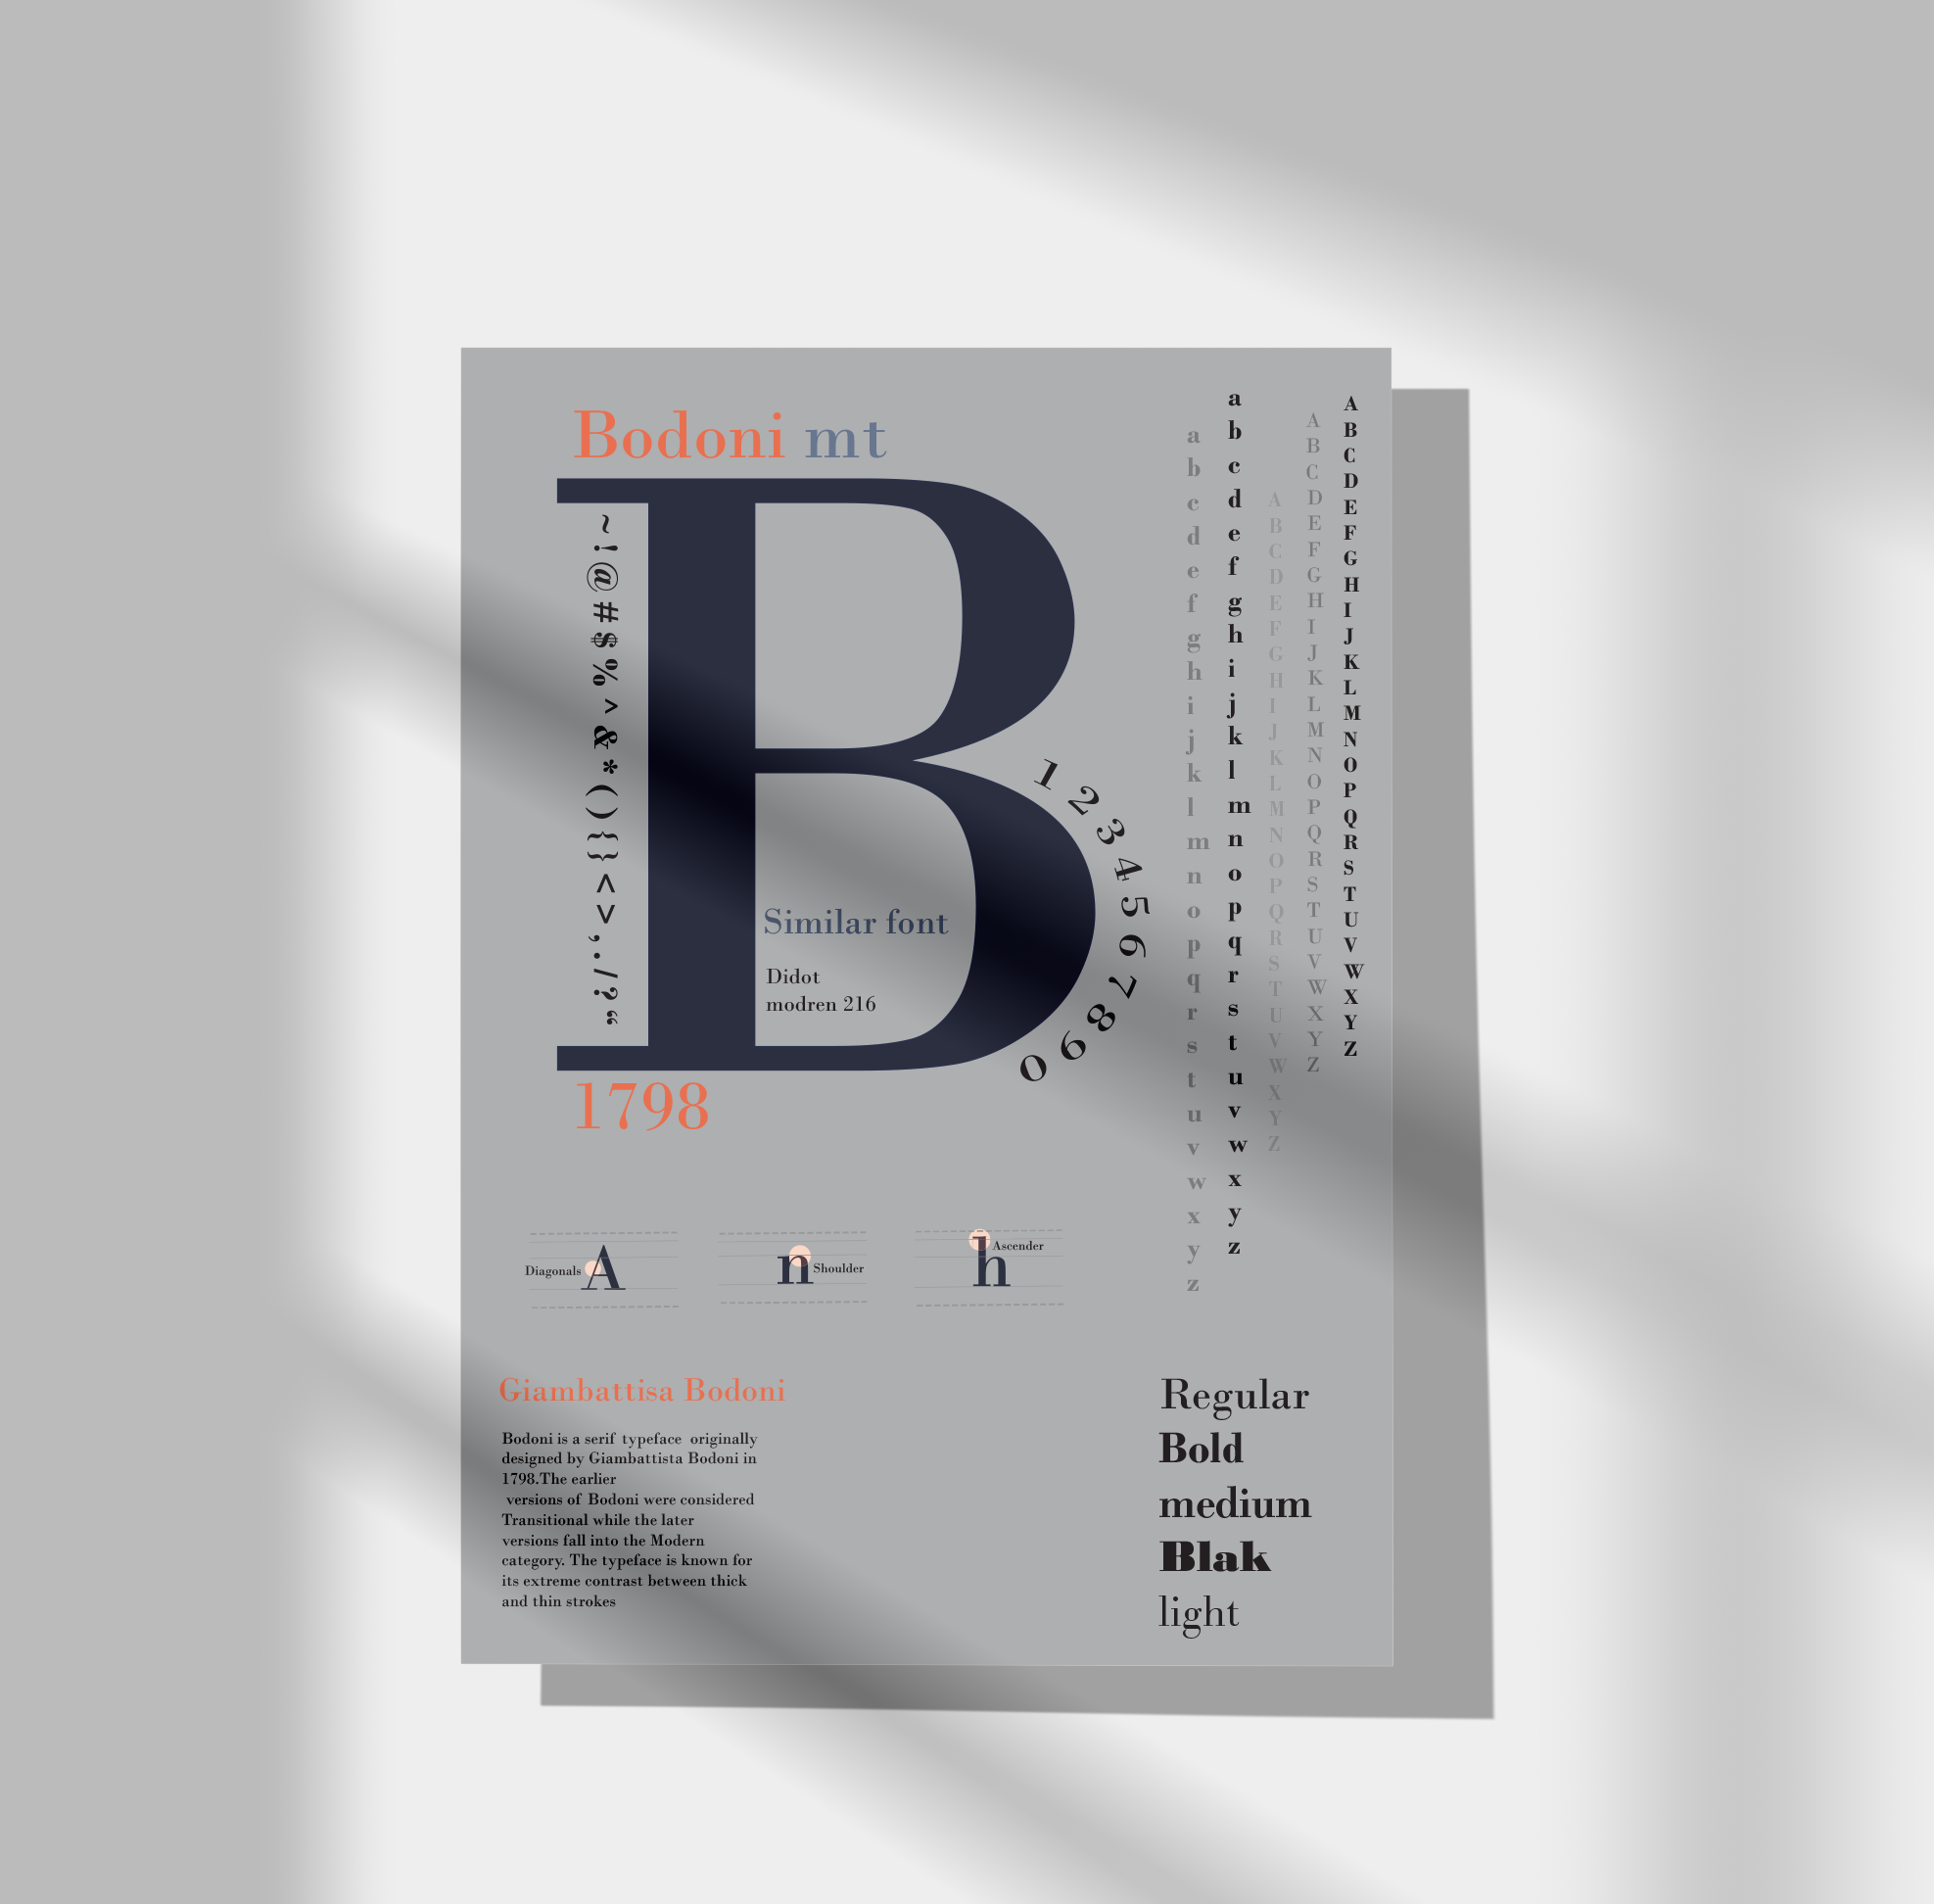 Bodoni mt
B
~!@#$%^&*(){}<>,./?“
1234567890
Similar font
Didot
modren 216
1798
a b c d e f g h i j k l m n o p q r s t u v w x y z
a b c d e f g h i j k l m n o p q r s t u v w x y z
A B C D E F G H I J K L M N O P Q R S T U V W X Y Z
A B C D E F G H I J K L M N O P Q R S T U V W X Y Z
A B C D E F G H I J K L M N O P Q R S T U V W X Y Z
Diagonals A
n Shoulder
h Ascender
Giambattisa Bodoni
Bodoni is a serif typeface originally
designed by Giambattista Bodoni in
1798.The earlier
versions of Bodoni were considered
Transitional while the later
versions fall into the Modern
category. The typeface is known for
its extreme contrast between thick
and thin strokes
Regular
Bold
medium
Blak
light